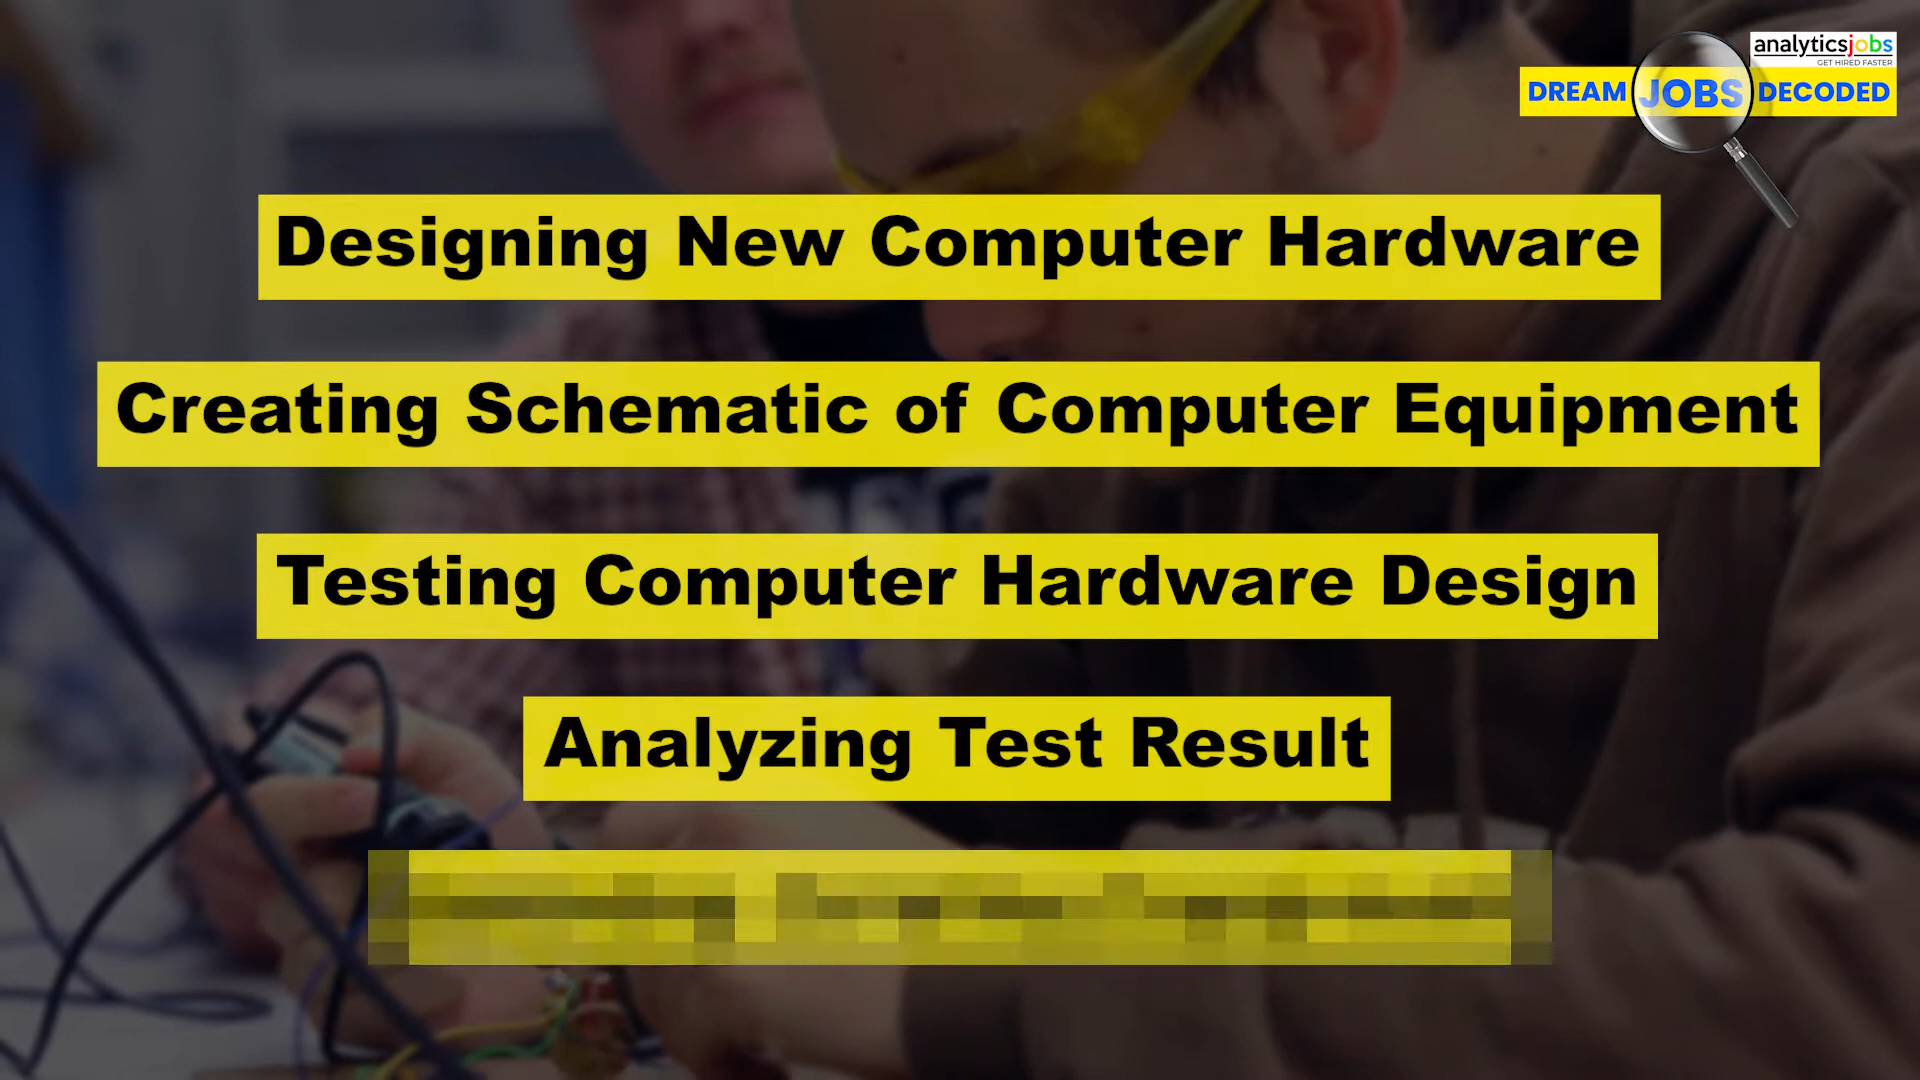 analyticsjobs
GET HIRED FASTER
DREAM JOBS DECODED
Designing New Computer Hardware
Creating Schematic of Computer Equipment
Testing Computer Hardware Design
Analyzing Test Result